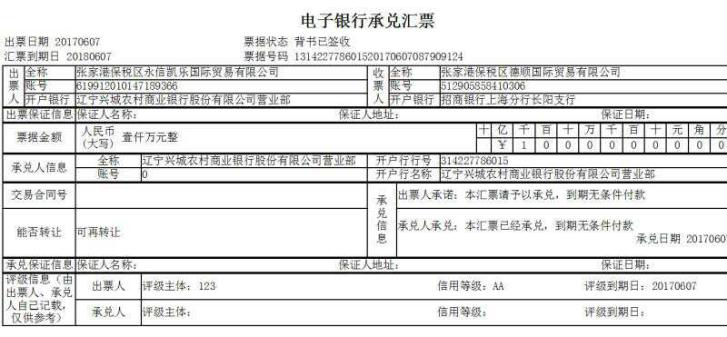 电子银行承兑汇票
出票日期 20170607 票据状态 背书已签收
汇票到期日 20180607 票据号码 131422778601520170607087909124
出票人 全称 张家港保税区永信凯乐国际贸易有限公司 收票人 全称 张家港保税区德顺国际贸易有限公司
账号 619912010147189366 账号 512905858410306
开户银行 辽宁兴城农村商业银行股份有限公司营业部 开户银行 招商银行上海分行长阳支行
出票保证信息 保证人名称: 保证人地址: 保证日期:
票据金额 人民币(大写) 壹仟万元整 十 亿 千 百 十 万 千 百 十 元 角 分
¥ 1 0 0 0 0 0 0 0 0 0
承兑人信息 全称 辽宁兴城农村商业银行股份有限公司营业部 开户行行号 314227786015
账号 0 开户行名称 辽宁兴城农村商业银行股份有限公司营业部
交易合同号 承兑信息 出票人承诺: 本汇票请予以承兑, 到期无条件付款
能否转让 可再转让 承兑人承兑: 本汇票已经承兑, 到期无条件付款
承兑日期 2017060
承兑保证信息 保证人名称: 保证人地址: 保证日期:
评级信息(由出票人、承兑人自己记载, 仅供参考) 出票人 评级主体: 123 信用等级: AA 评级到期日: 20170607
承兑人 评级主体: 信用等级: 评级到期日: